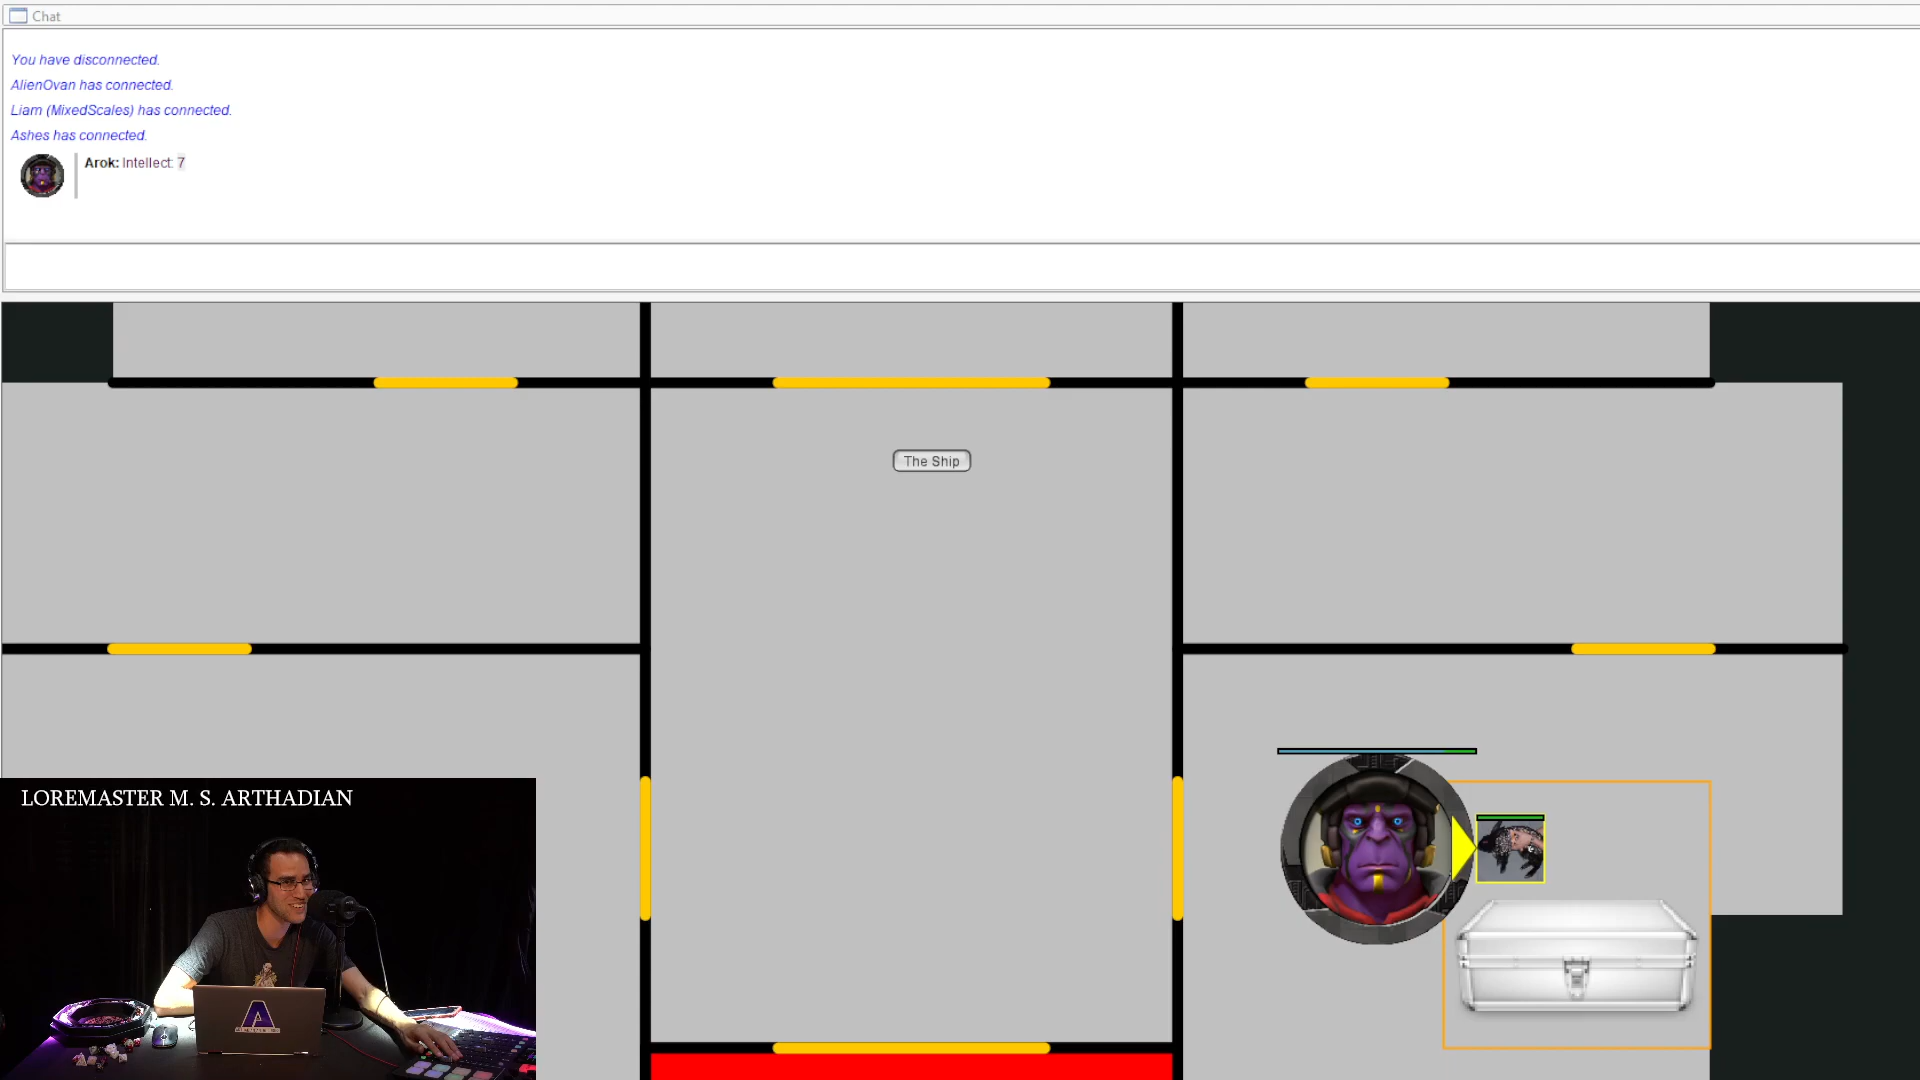 Chat
You have disconnected.
AlienOvan has connected.
Liam (MixedScales) has connected.
Ashes has connected.
Arok: Intellect: 7
The Ship
LOREMASTER M. S. ARTHADIAN
A